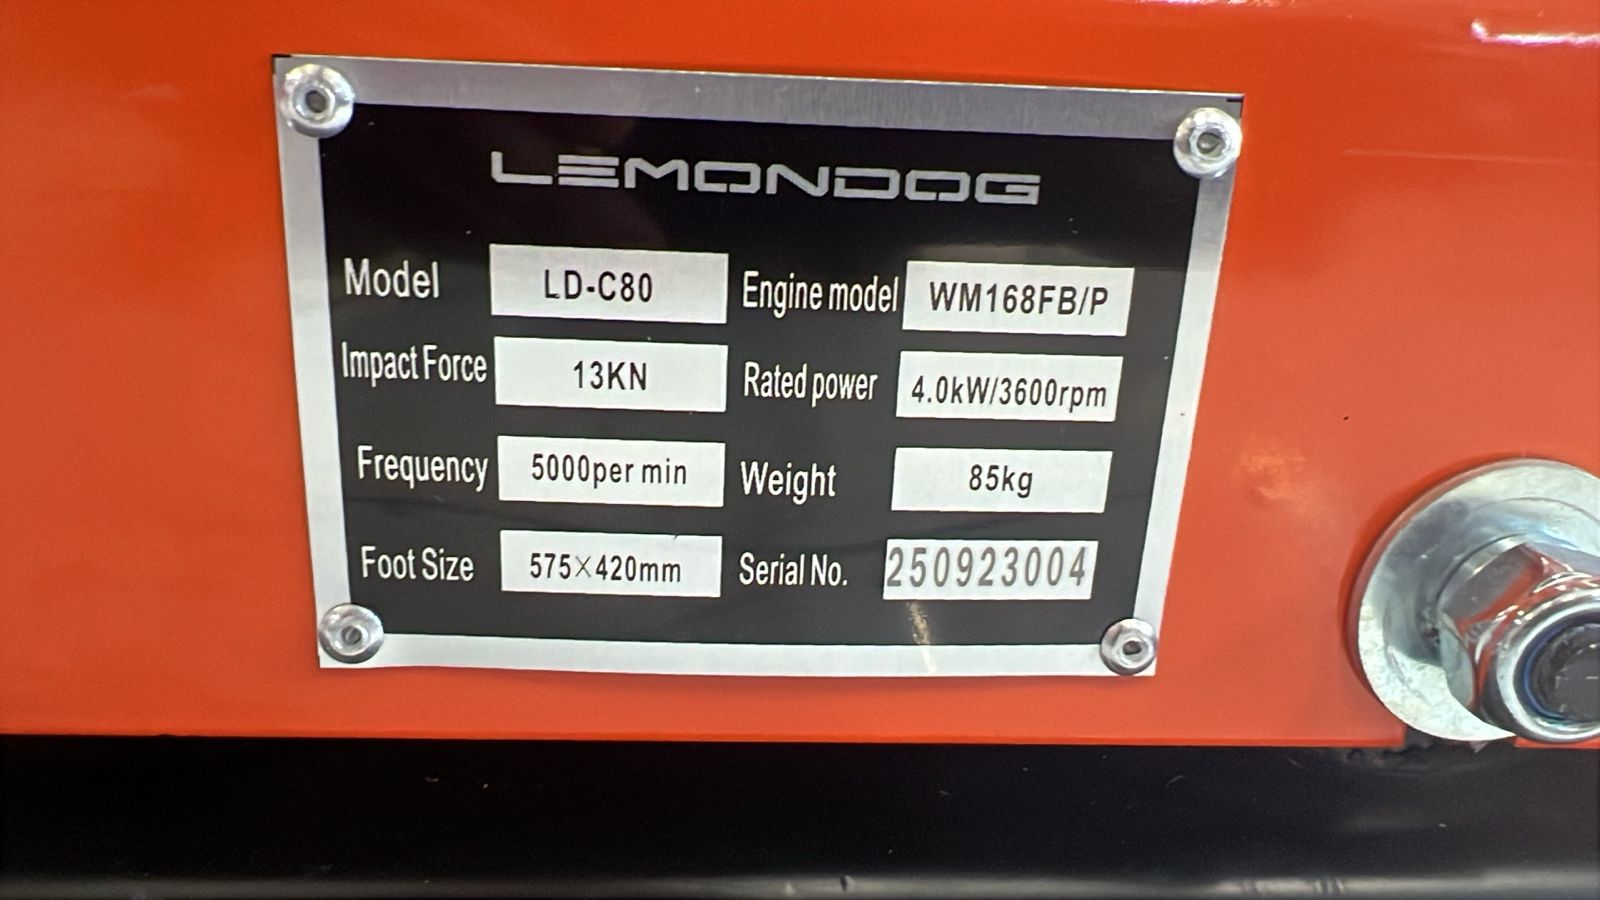 LEMONDOG
Model LD-C80 Engine model WM168FB/P
Impact Force 13KN Rated power 4.0kW/3600rpm
Frequency 5000per min Weight 85kg
Foot Size 575×420mm Serial No. 250923004